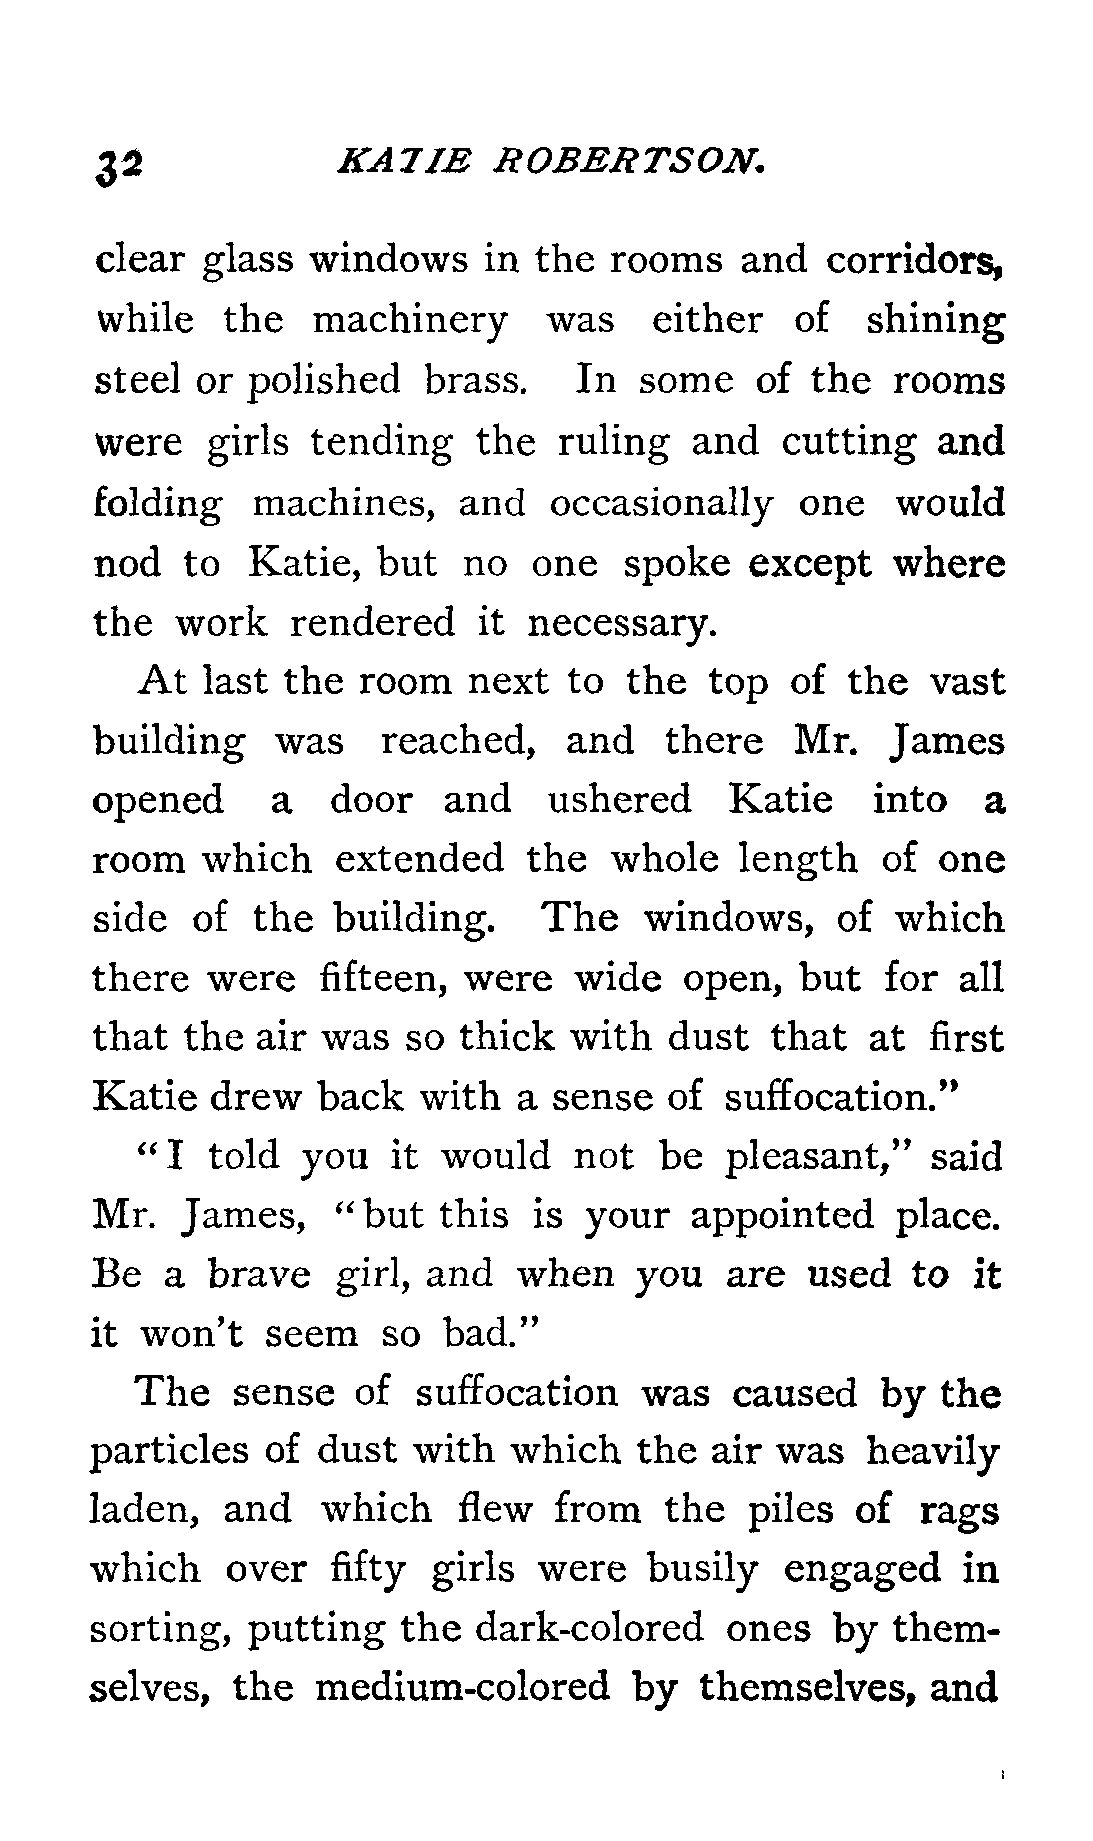 32 KATIE ROBERTSON.
clear glass windows in the rooms and corridors,
while the machinery was either of shining
steel or polished brass. In some of the rooms
were girls tending the ruling and cutting and
folding machines, and occasionally one would
nod to Katie, but no one spoke except where
the work rendered it necessary.
At last the room next to the top of the vast
building was reached, and there Mr. James
opened a door and ushered Katie into a
room which extended the whole length of one
side of the building. The windows, of which
there were fifteen, were wide open, but for all
that the air was so thick with dust that at first
Katie drew back with a sense of suffocation.”
“I told you it would not be pleasant,” said
Mr. James, “but this is your appointed place.
Be a brave girl, and when you are used to it
it won’t seem so bad.”
The sense of suffocation was caused by the
particles of dust with which the air was heavily
laden, and which flew from the piles of rags
which over fifty girls were busily engaged in
sorting, putting the dark-colored ones by them-
selves, the medium-colored by themselves, and